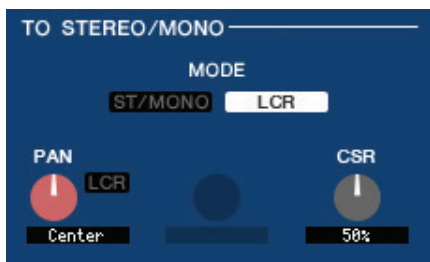 TO STEREO/MONO
MODE
ST/MONO LCR
PAN CSR
LCR
Center 50%